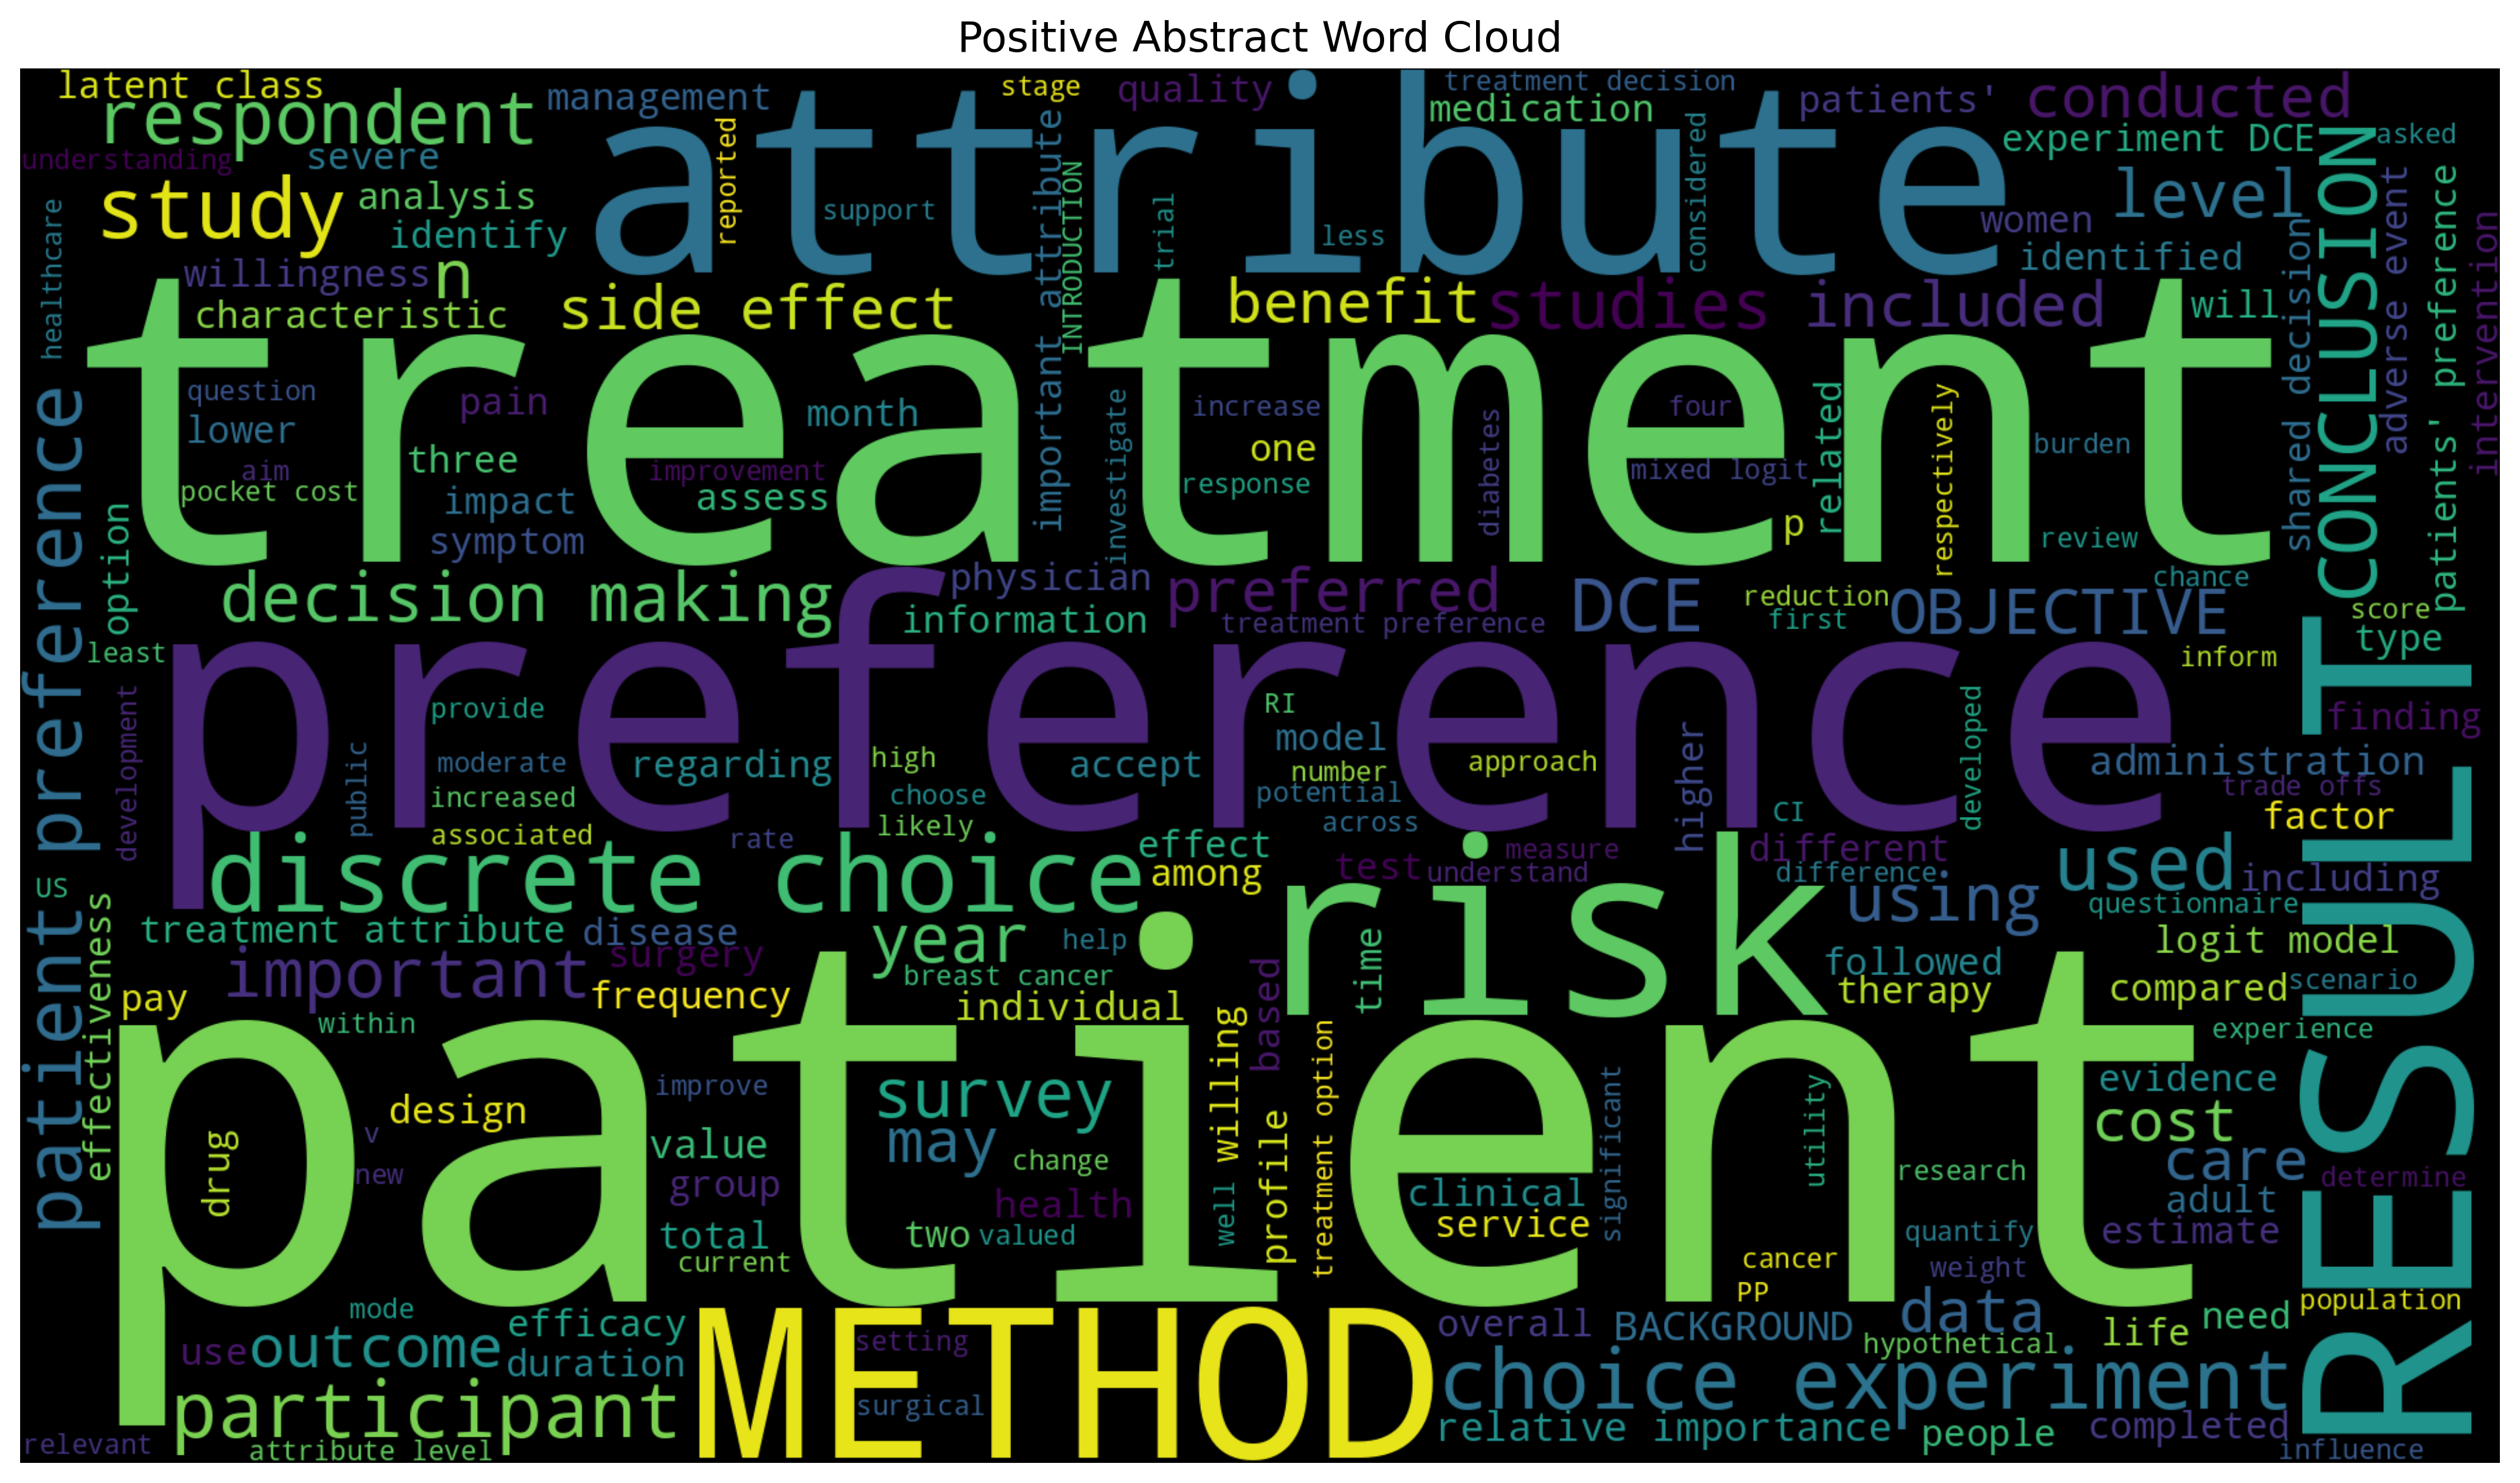 Positive Abstract Word Cloud
latent class
respondent
management
stage
quality
treatment decision
medication
patients'
conducted
experiment DCE
asked
understanding
severe
reported
attribute
considered
study
analysis
identify
support
important attribute
INTRODUCTION
trial
less
women
level
identified
CONCLUSION
shared decision
adverse event
patients' preference
intervention
healthcare
willingness
n
characteristic
side effect
benefit
studies
included
will
treatment
question
lower
aim
pocket cost
pain
three
impact
symptom
month
improvement
assess
investigate
increase
one
response
diabetes
four
mixed logit
p
related
respectively
burden
review
patient preference
option
least
decision making
physician
information
preferred
treatment preference
DCE
reduction
first
OBJECTIVE
chance
score
type
inform
preference
development
provide
moderate
increased
associated
public
regarding
rate
high
choose
likely
accept
RI
model
number
potential
across
approach
higher
CI
developed
administration
trade offs
factor
finding
RESULT
discrete choice
effect
among
test
understand
measure
different
difference
used
including
US
effectiveness
treatment attribute
disease
year
help
risk
using
questionnaire
logit model
important
surgery
breast cancer
frequency
individual
time
followed
therapy
compared
scenario
pay
within
based
experience
patient
drug
design
v
new
improve
value
group
total
current
survey
may
change
health
two
valued
well
willing
profile
treatment option
clinical
service
significant
utility
research
quantify
weight
cancer
PP
evidence
cost
care
adult
estimate
determine
population
mode
use
outcome
efficacy
duration
participant
METHOD
setting
surgical
overall
BACKGROUND
data
hypothetical
life
need
choice experiment
relative importance
people
completed
influence
relevant
attribute level